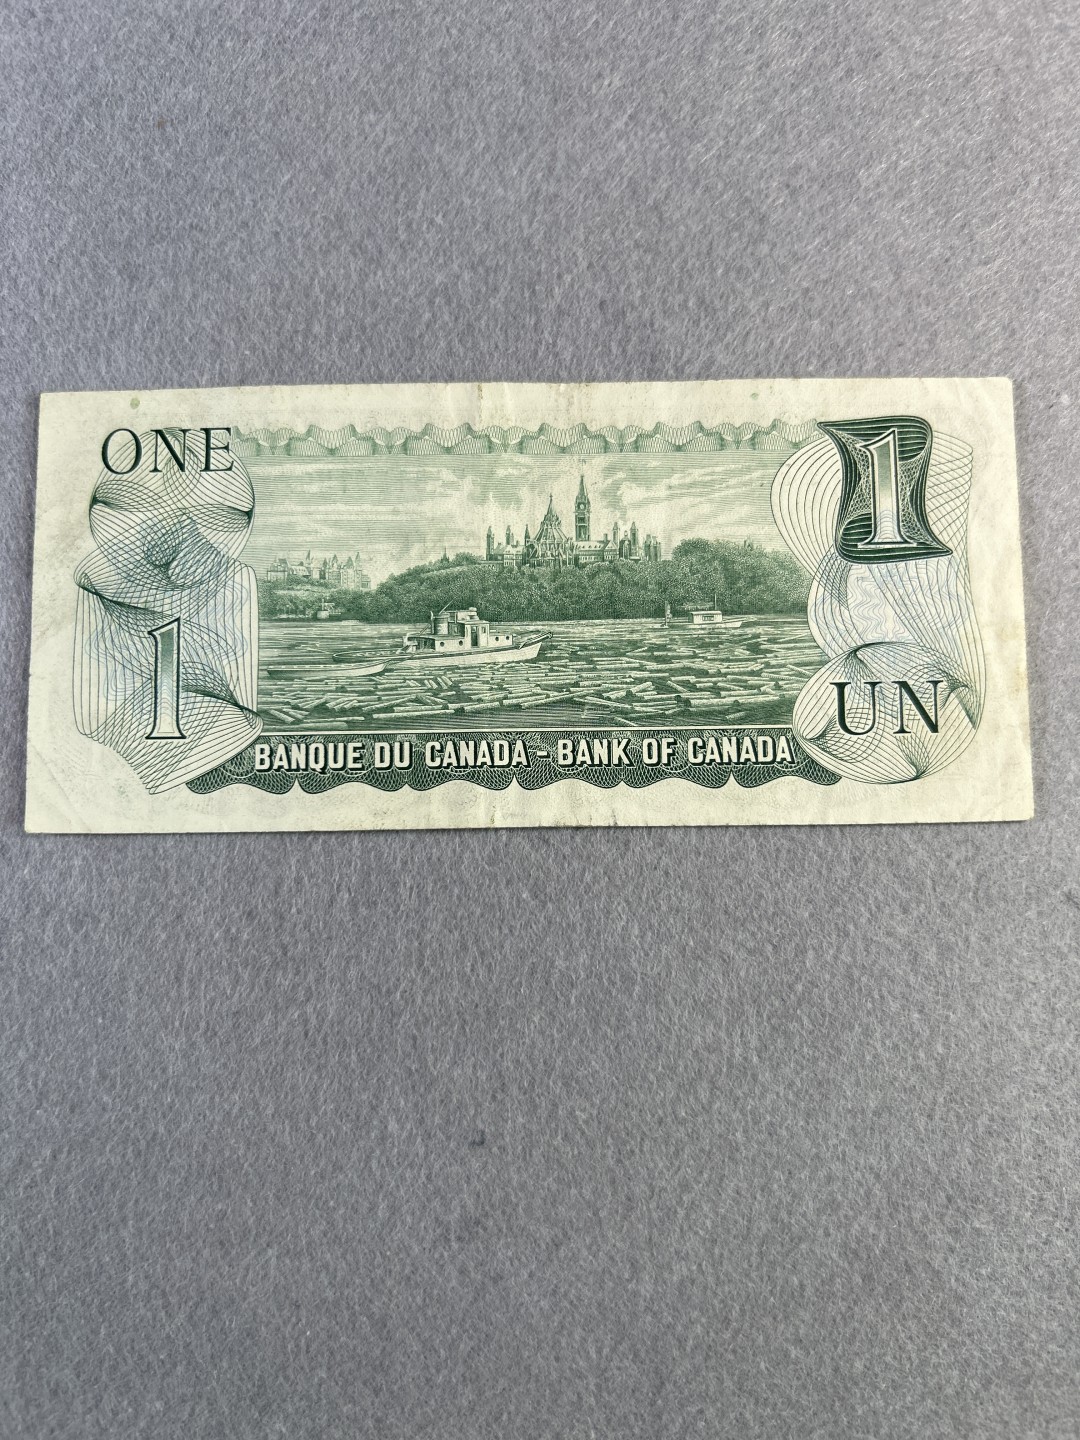 ONE
1
1
UN
BANQUE DU CANADA - BANK OF CANADA